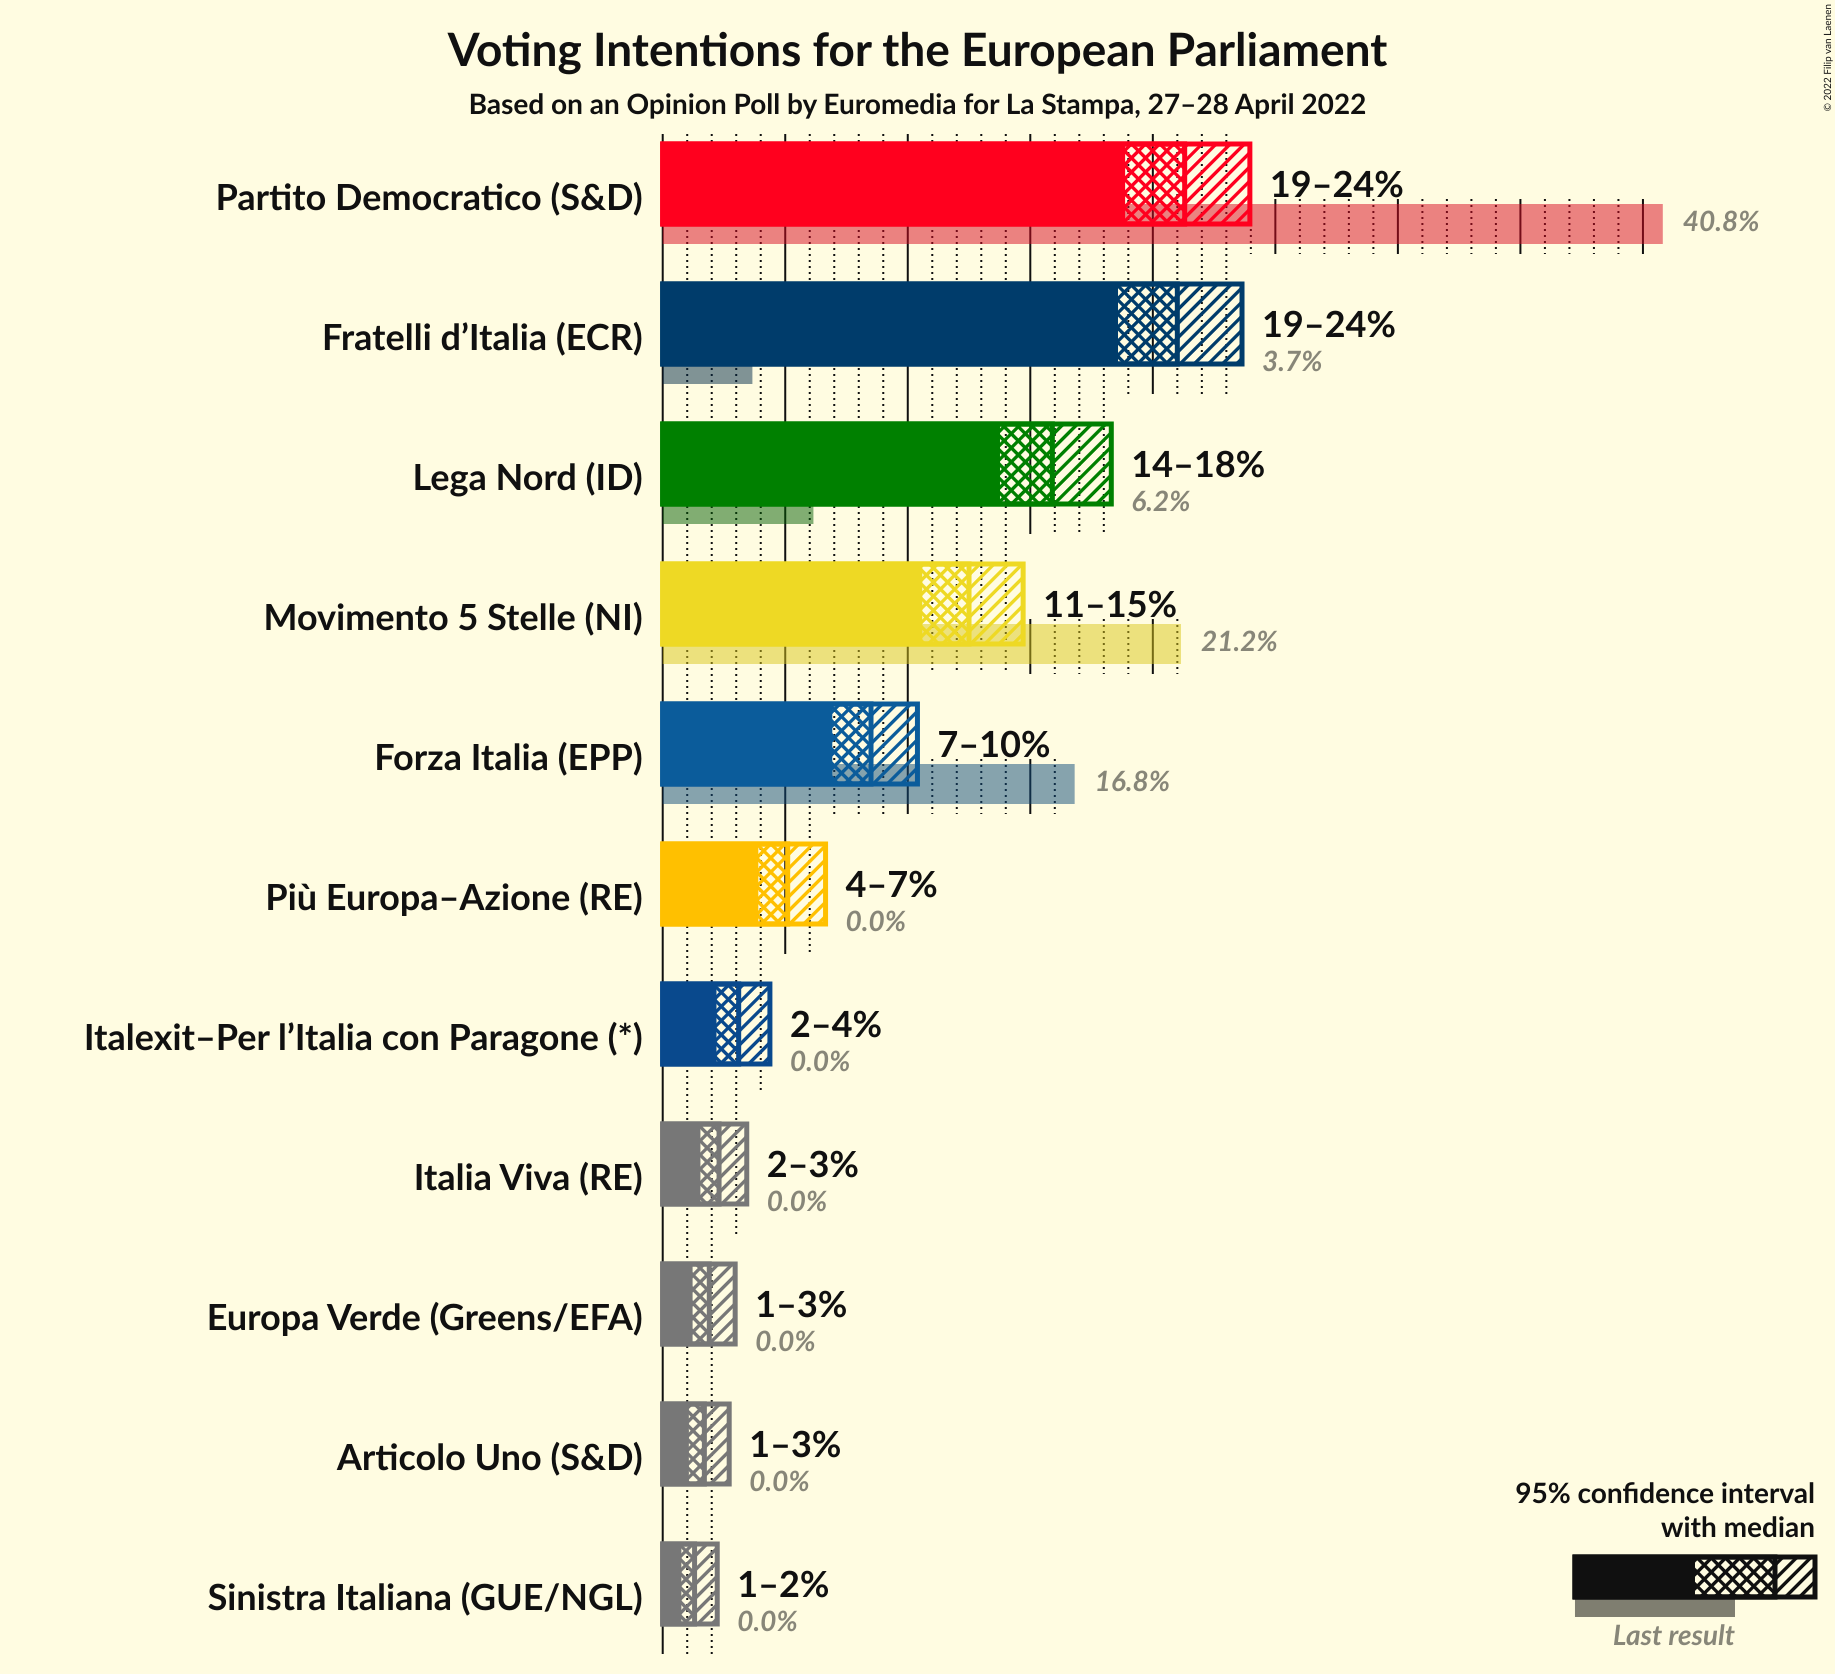 Voting Intentions for the European Parliament
Based on an Opinion Poll by Euromedia for La Stampa, 27–28 April 2022
© 2022 Filip van Laenen
Partito Democratico (S&D)
19–24%
40.8%
Fratelli d’Italia (ECR)
19–24%
3.7%
Lega Nord (ID)
14–18%
6.2%
Movimento 5 Stelle (NI)
11–15%
21.2%
Forza Italia (EPP)
7–10%
16.8%
Più Europa–Azione (RE)
4–7%
0.0%
Italexit–Per l’Italia con Paragone (*)
2–4%
0.0%
Italia Viva (RE)
2–3%
0.0%
Europa Verde (Greens/EFA)
1–3%
0.0%
Articolo Uno (S&D)
1–3%
0.0%
Sinistra Italiana (GUE/NGL)
1–2%
0.0%
95% confidence interval
with median
Last result